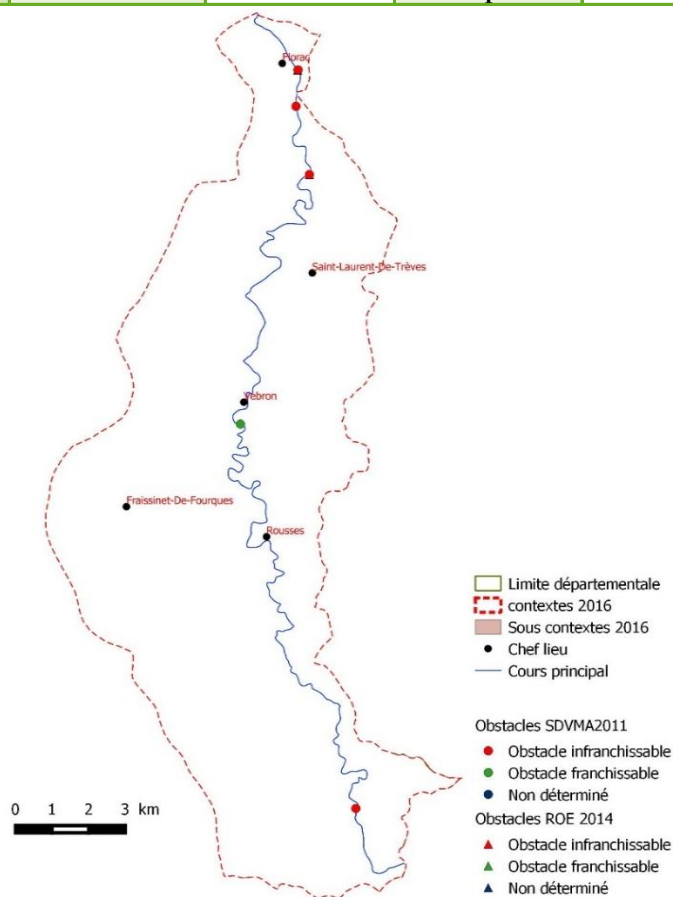 Florac
Saint-Laurent-De-Trèves
Vebron
Fraissinet-De-Fourques
Rousses
Limite départementale
contextes 2016
Sous contextes 2016
Chef lieu
Cours principal
Obstacles SDVMA2011
Obstacle infranchissable
Obstacle franchissable
Non déterminé
Obstacles ROE 2014
Obstacle infranchissable
Obstacle franchissable
Non déterminé
0 1 2 3 km